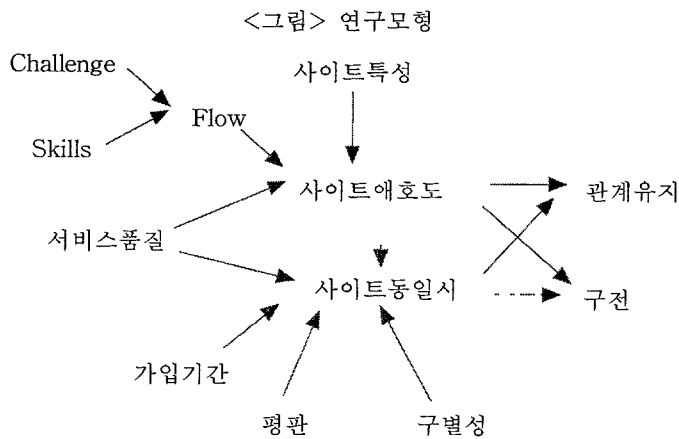 <그림> 연구모형
Challenge
사이트특성
Flow
Skills
사이트애호도
관계유지
서비스품질
사이트동일시
구전
가입기간
평판
구별성